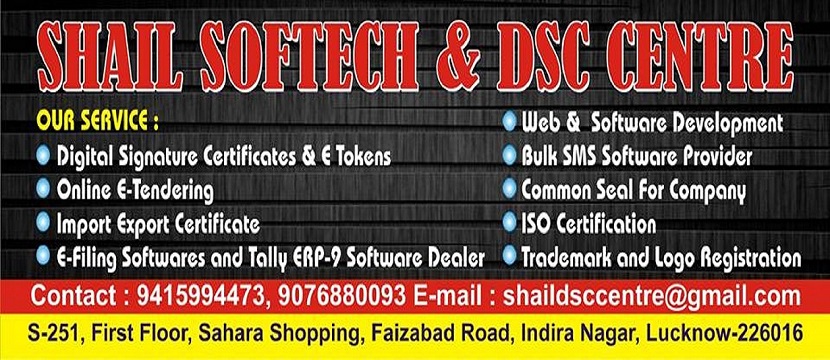 SHAIL SOFTECH & DSC CENTRE
OUR SERVICE :
Digital Signature Certificates & E Tokens
Online E-Tendering
Import Export Certificate
E-Filing Softwares and Tally ERP-9 Software Dealer
Web & Software Development
Bulk SMS Software Provider
Common Seal For Company
ISO Certification
Trademark and Logo Registration
Contact : 9415994473, 9076880093 E-mail : shaildsccentre@gmail.com
S-251, First Floor, Sahara Shopping, Faizabad Road, Indira Nagar, Lucknow-226016